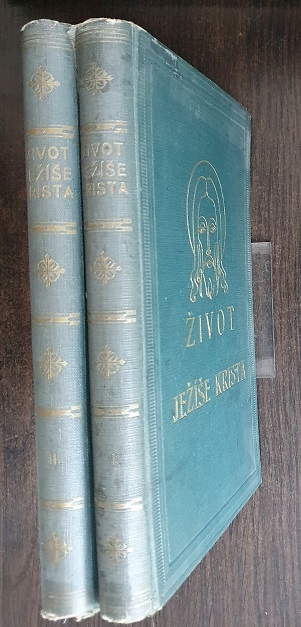 ŽIVOT
JEŽÍŠE
KRISTA
II.
ŽIVOT
JEŽÍŠE
KRISTA
I.
ŽIVOT
JEŽÍŠE KRISTA